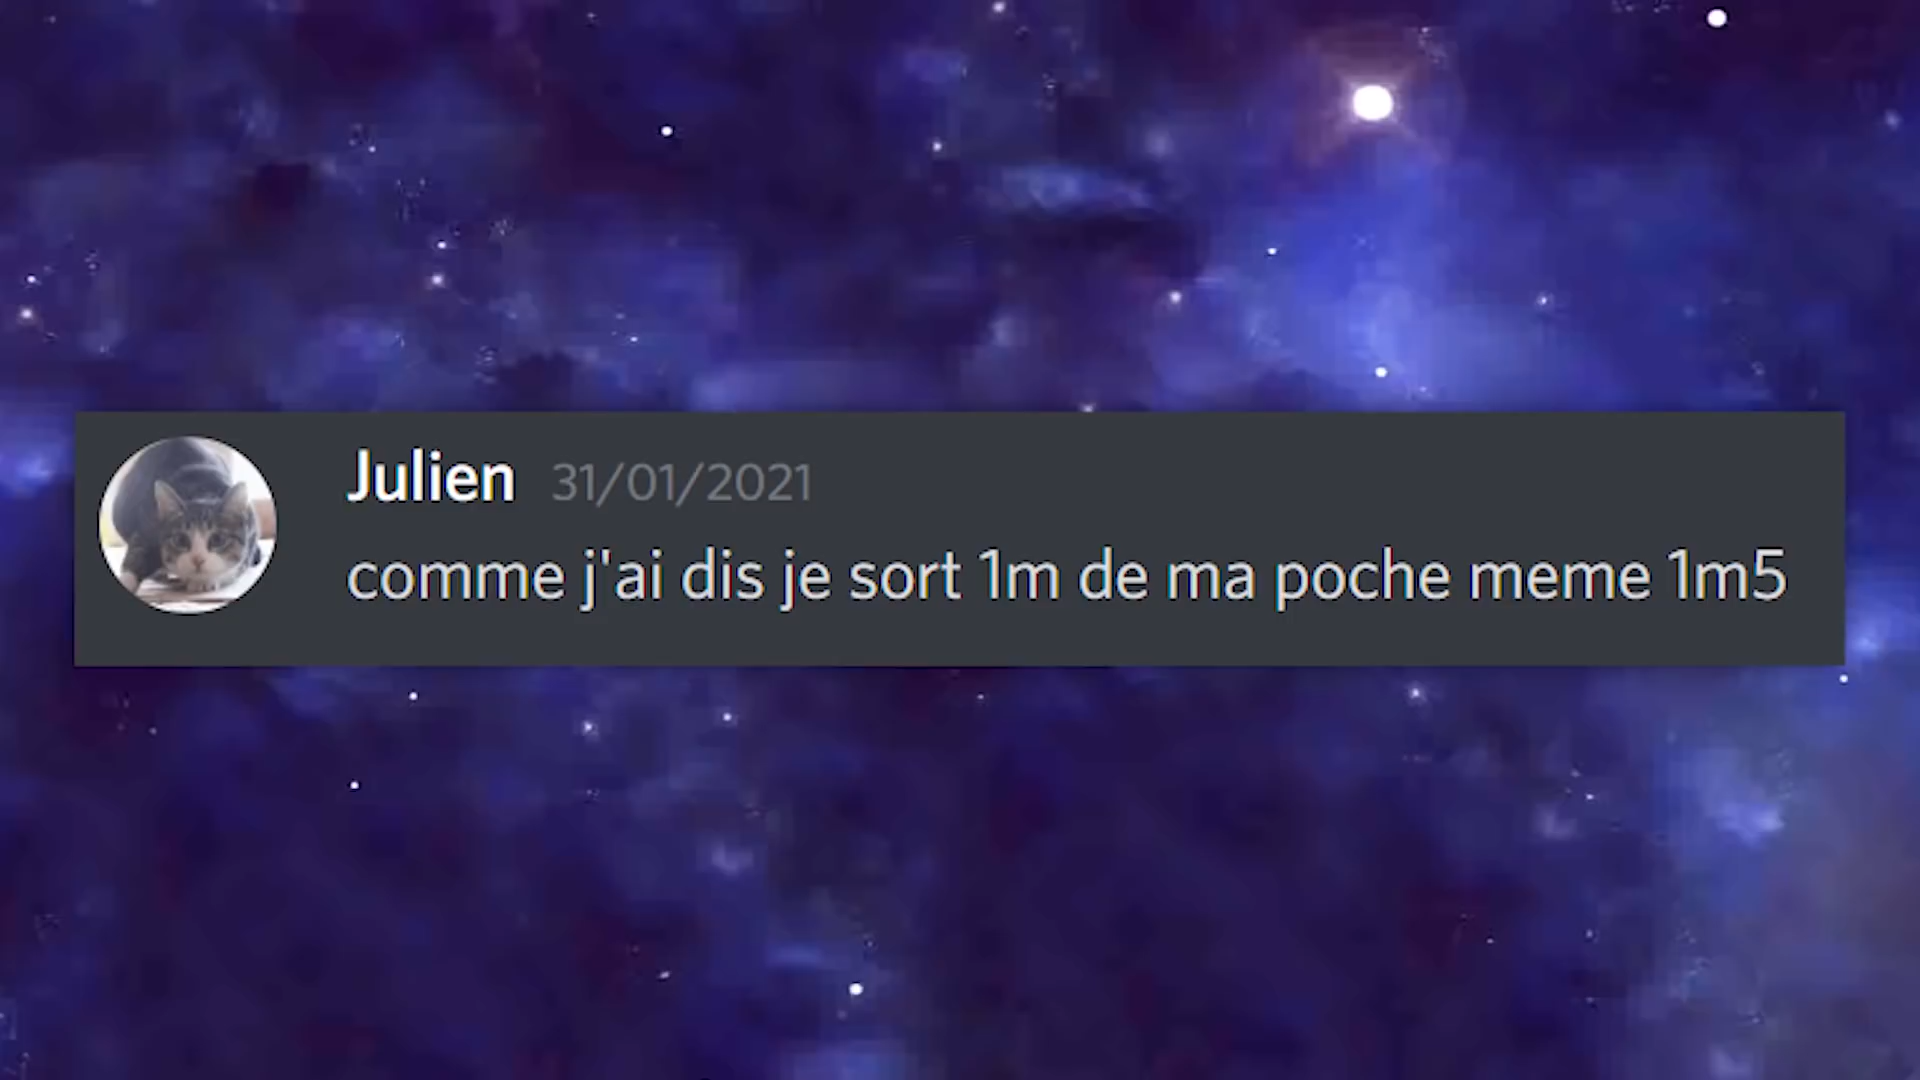 Julien 31/01/2021
comme j'ai dis je sort 1m de ma poche meme 1m5